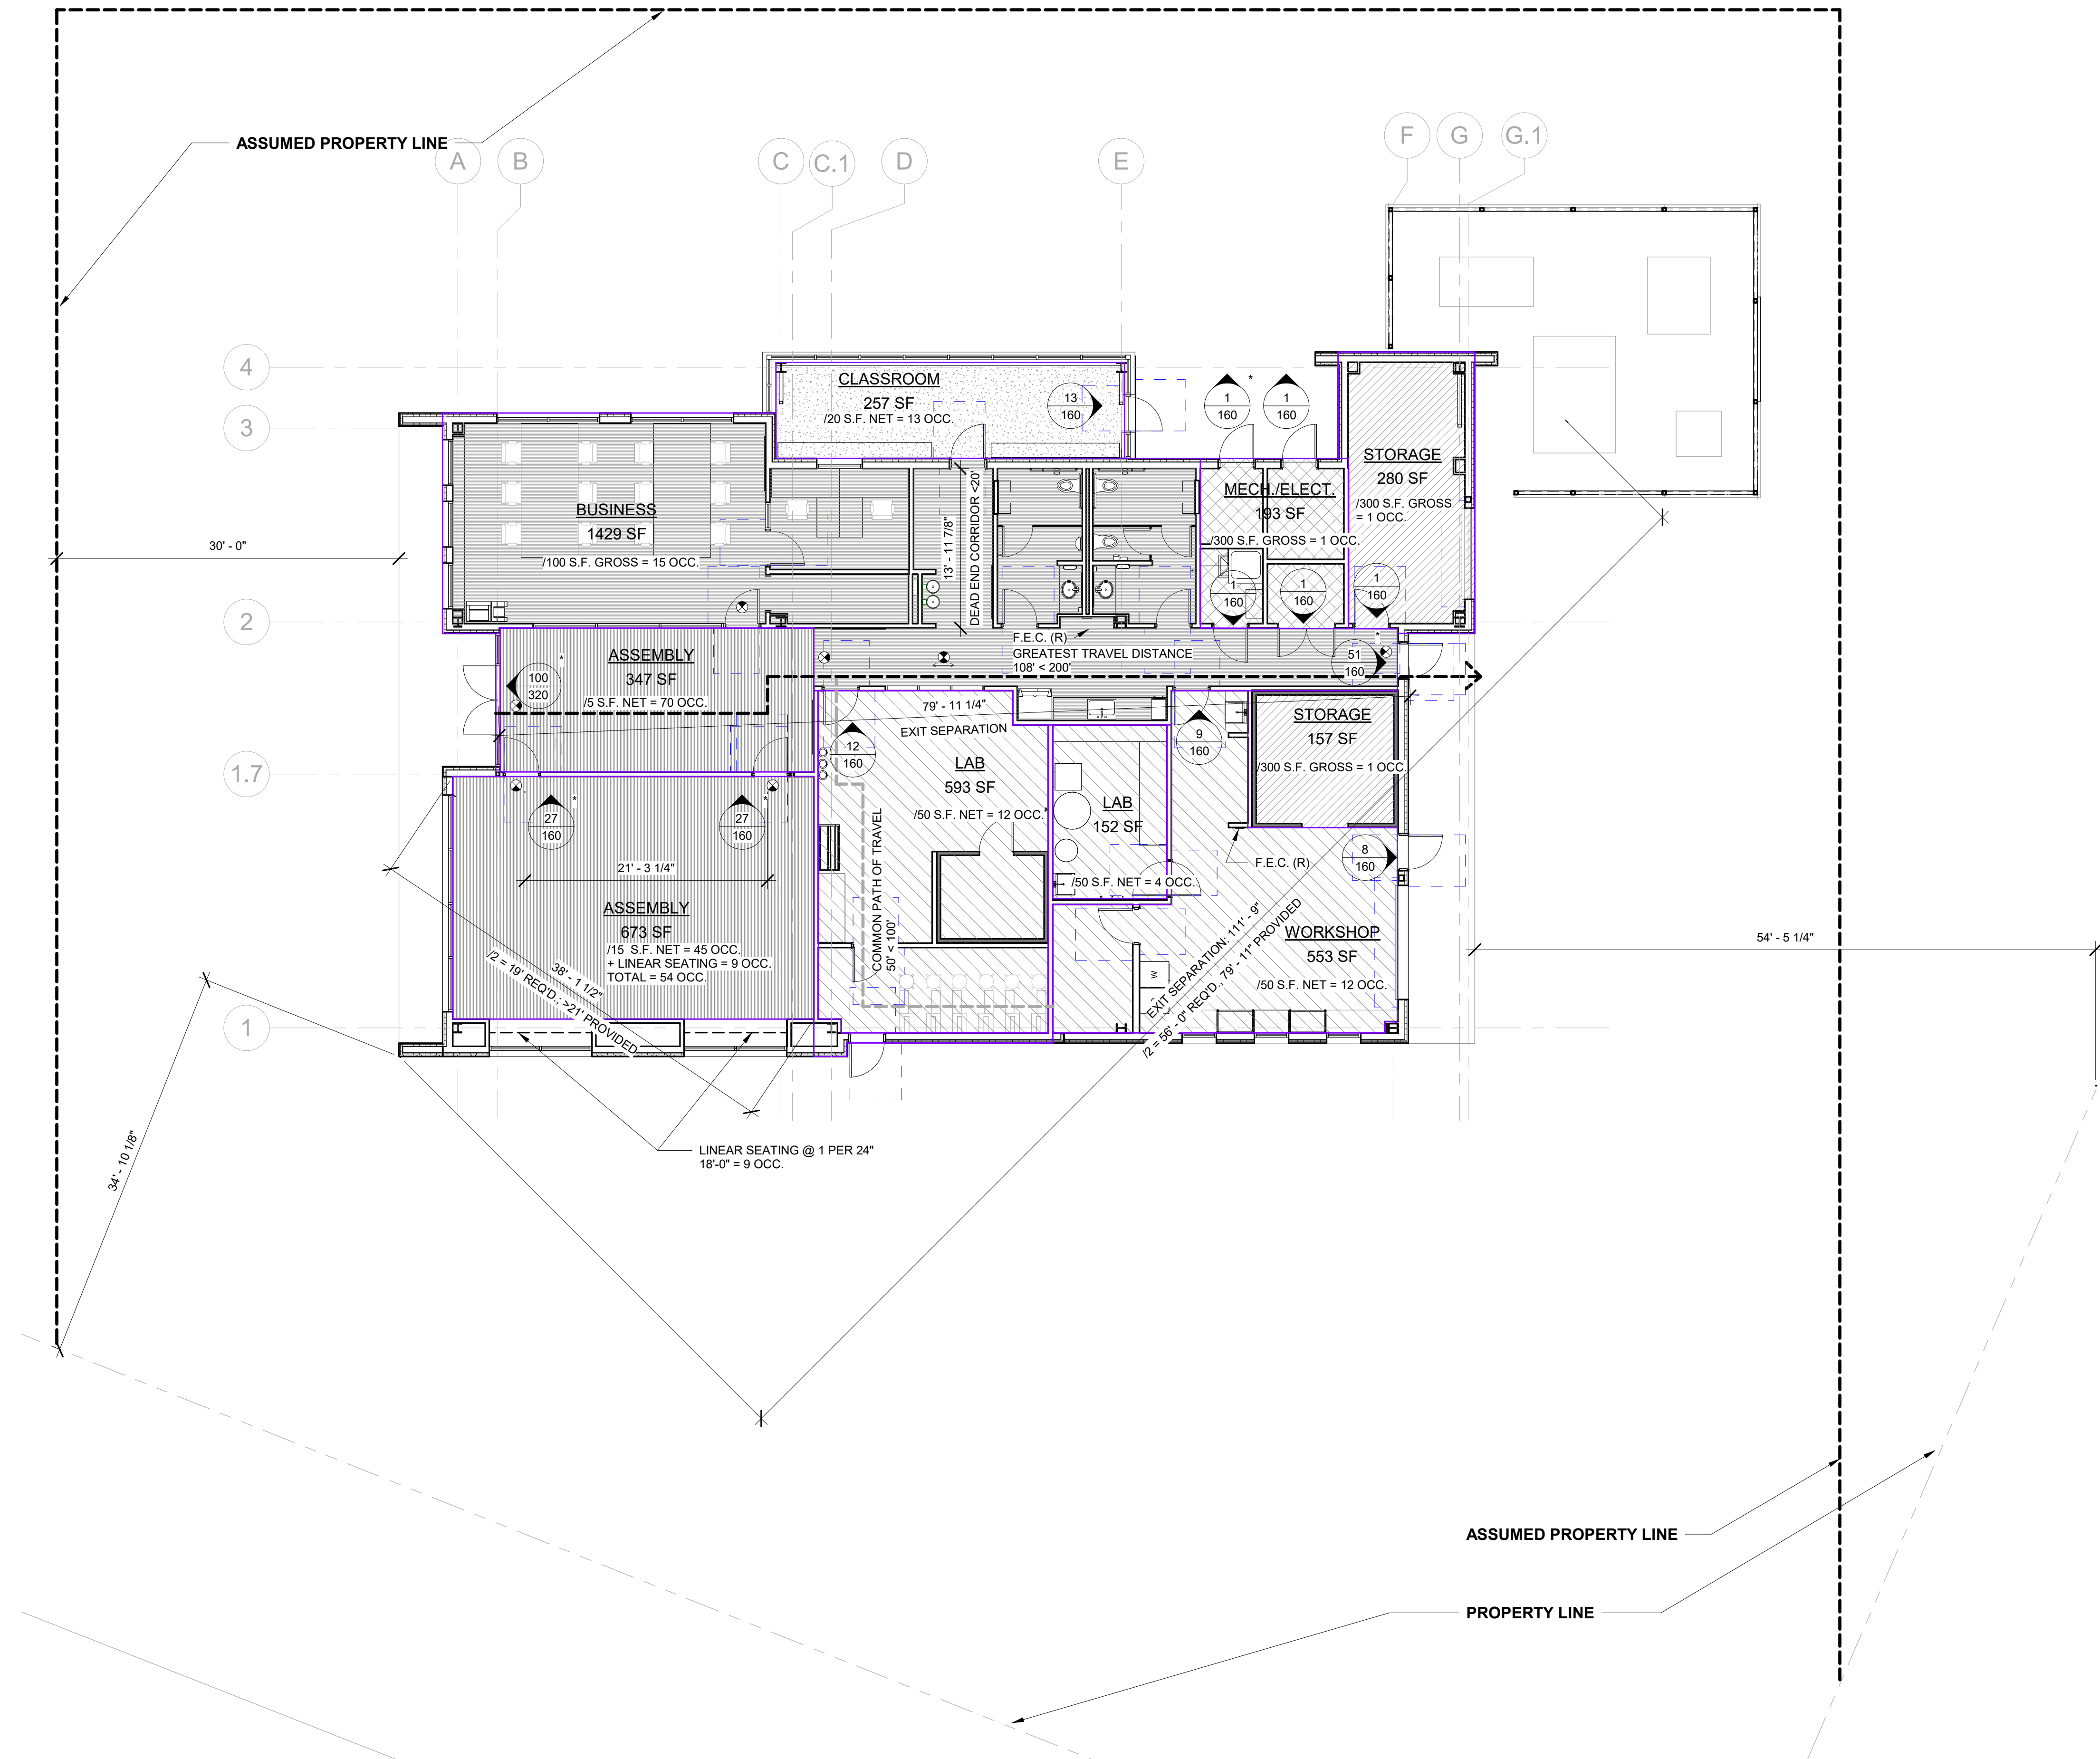 ASSUMED PROPERTY LINE
A
B
C
C.1
D
E
F
G
G.1
4
3
2
1.7
1
CLASSROOM
257 SF
/20 S.F. NET = 13 OCC.
13
160
1
160
*
1
160
STORAGE
280 SF
/300 S.F. GROSS
= 1 OCC.
BUSINESS
1429 SF
/100 S.F. GROSS = 15 OCC.
MECH./ELECT.
193 SF
/300 S.F. GROSS = 1 OCC.
30' - 0"
13' - 11 7/8"
DEAD END CORRIDOR <20'
1
160
1
160
1
160
F.E.C. (R)
GREATEST TRAVEL DISTANCE
108' < 200'
*
51
160
ASSEMBLY
347 SF
/5 S.F. NET = 70 OCC.
*
100
320
79' - 11 1/4"
EXIT SEPARATION
STORAGE
157 SF
/300 S.F. GROSS = 1 OCC.
12
160
9
160
LAB
593 SF
/50 S.F. NET = 12 OCC.
LAB
152 SF
/50 S.F. NET = 4 OCC.
*
27
160
*
27
160
21' - 3 1/4"
COMMON PATH OF TRAVEL
50' < 100'
F.E.C. (R)
8
160
ASSEMBLY
673 SF
/15 S.F. NET = 45 OCC.
+ LINEAR SEATING = 9 OCC.
TOTAL = 54 OCC.
38' - 1 1/2"
/2 = 19' REQ'D., >21' PROVIDED
WORKSHOP
553 SF
/50 S.F. NET = 12 OCC.
W
EXIT SEPARATION: 111' - 9"
/2 = 56' - 0" REQ'D., 79' - 11" PROVIDED
54' - 5 1/4"
34' - 10 1/8"
LINEAR SEATING @ 1 PER 24"
18'-0" = 9 OCC.
ASSUMED PROPERTY LINE
PROPERTY LINE